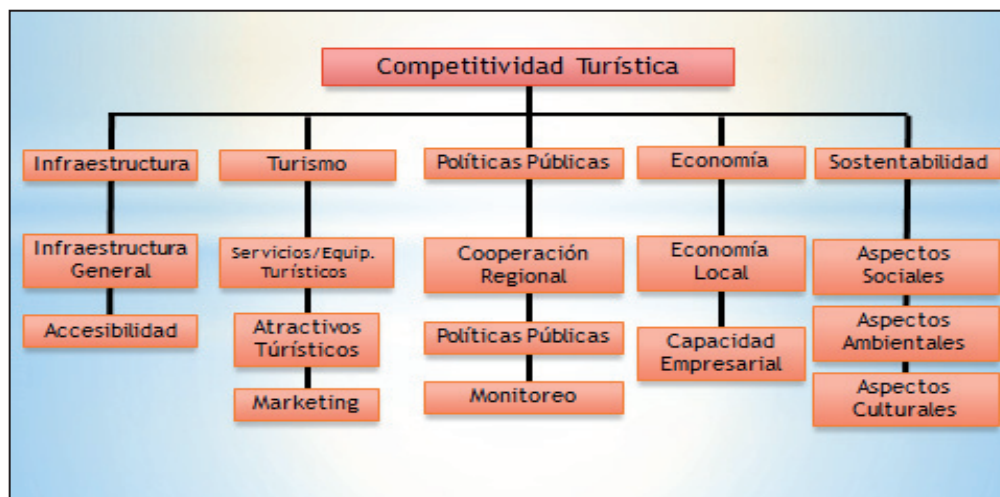 Competitividad Turística
Infraestructura
Turismo
Políticas Públicas
Economía
Sostentabilidad
Infraestructura
General
Servicios/Equip.
Turísticos
Cooperación
Regional
Economía
Local
Aspectos
Sociales
Accesibilidad
Atractivos
Túrísticos
Políticas Públicas
Capacidad
Empresarial
Aspectos
Ambientales
Marketing
Monitoreo
Aspectos
Culturales